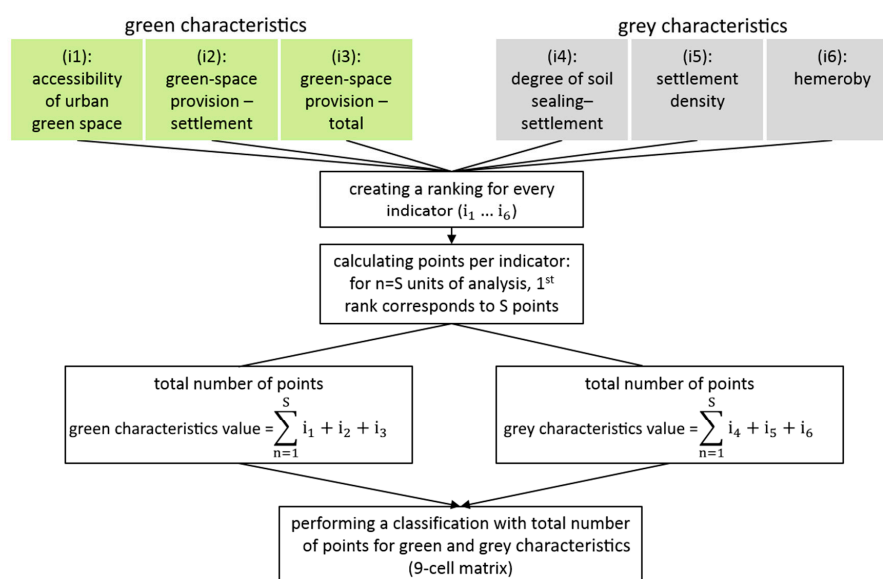 green characteristics
grey characteristics
(i1):
accessibility
of urban
green space
(i2):
green-space
provision –
settlement
(i3):
green-space
provision –
total
(i4):
degree of soil
sealing–
settlement
(i5):
settlement
density
(i6):
hemeroby
creating a ranking for every
indicator (i₁ ... i₆)
calculating points per indicator:
for n=S units of analysis, 1ˢᵗ
rank corresponds to S points
total number of points
green characteristics value = ∑ₙ₌₁ˢ i₁ + i₂ + i₃
total number of points
grey characteristics value = ∑ₙ₌₁ˢ i₄ + i₅ + i₆
performing a classification with total number
of points for green and grey characteristics
(9-cell matrix)